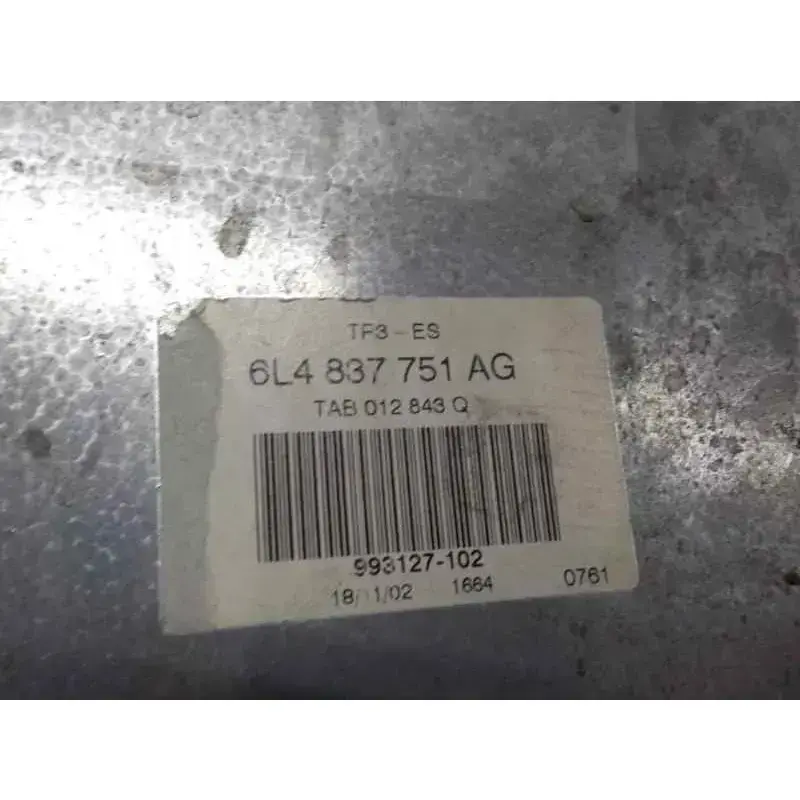 TF3-ES
6L4 837 751 AG
TAB 012 843 Q
993127-102
18/11/02 1664 0761